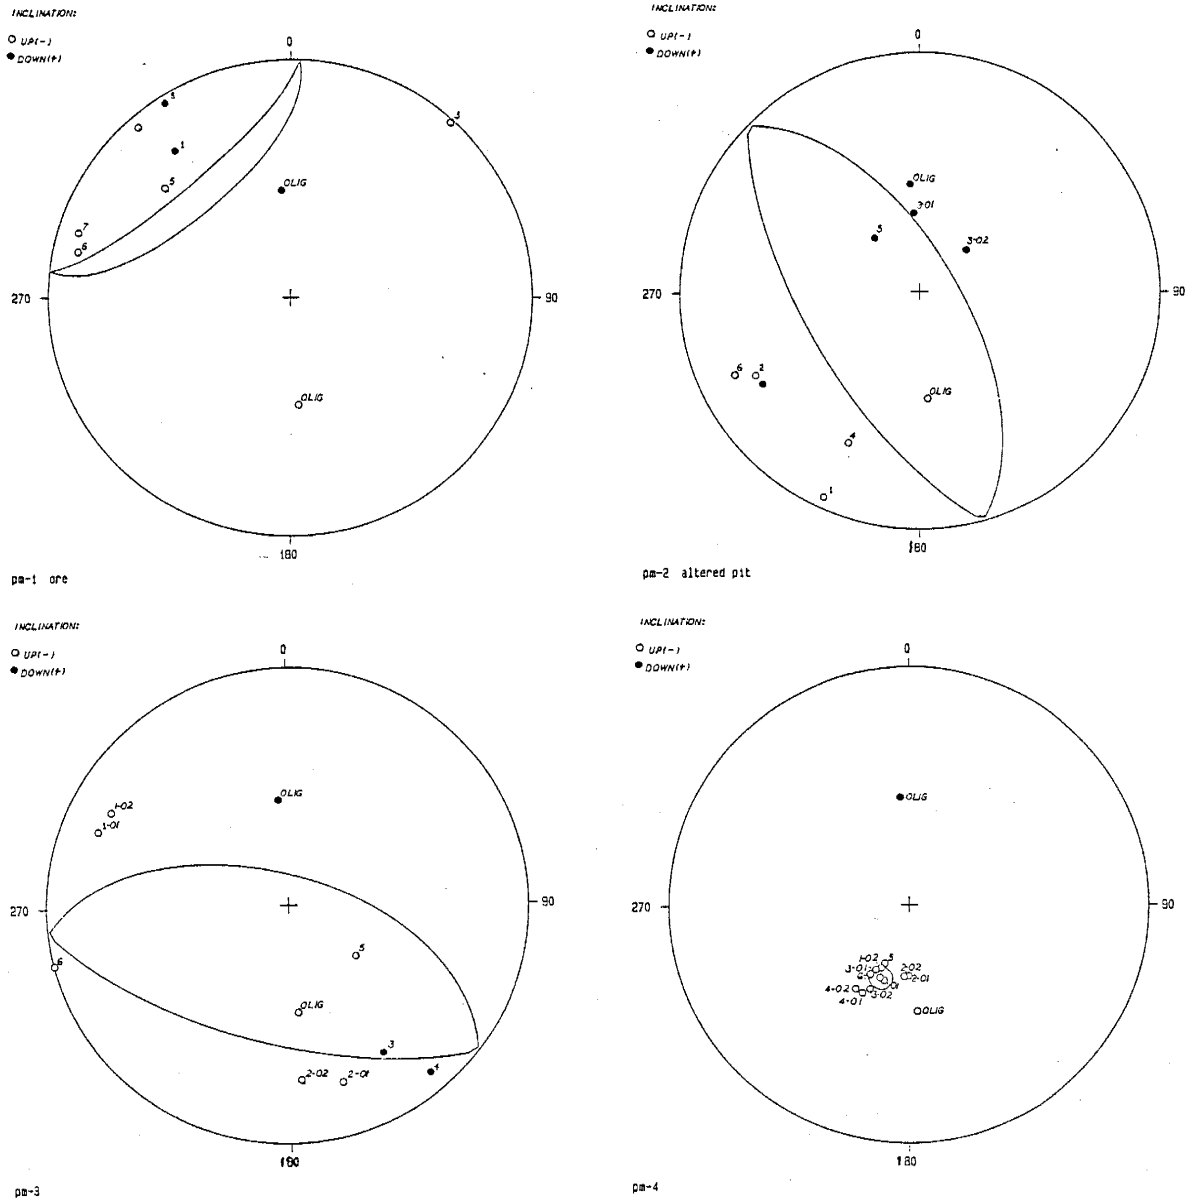 INCLINATION:
○ UP(-)
● DOWN(+)
0
3
1
5
7
6
3
OLIG
270
90
OLIG
180
pm-1 ore
INCLINATION:
○ UP(-)
● DOWN(+)
0
OLIG
3-01
5
3-02
270
90
6
2
OLIG
4
1
180
pm-2 altered pit
INCLINATION:
○ UP(-)
● DOWN(+)
0
OLIG
1-02
1-01
270
90
5
6
OLIG
3
4
2-02
2-01
180
pm-3
INCLINATION:
○ UP(-)
● DOWN(+)
0
OLIG
270
90
1-02
5
3-01
2-02
2-01
6
4-02
3-02
4-01
OLIG
180
pm-4